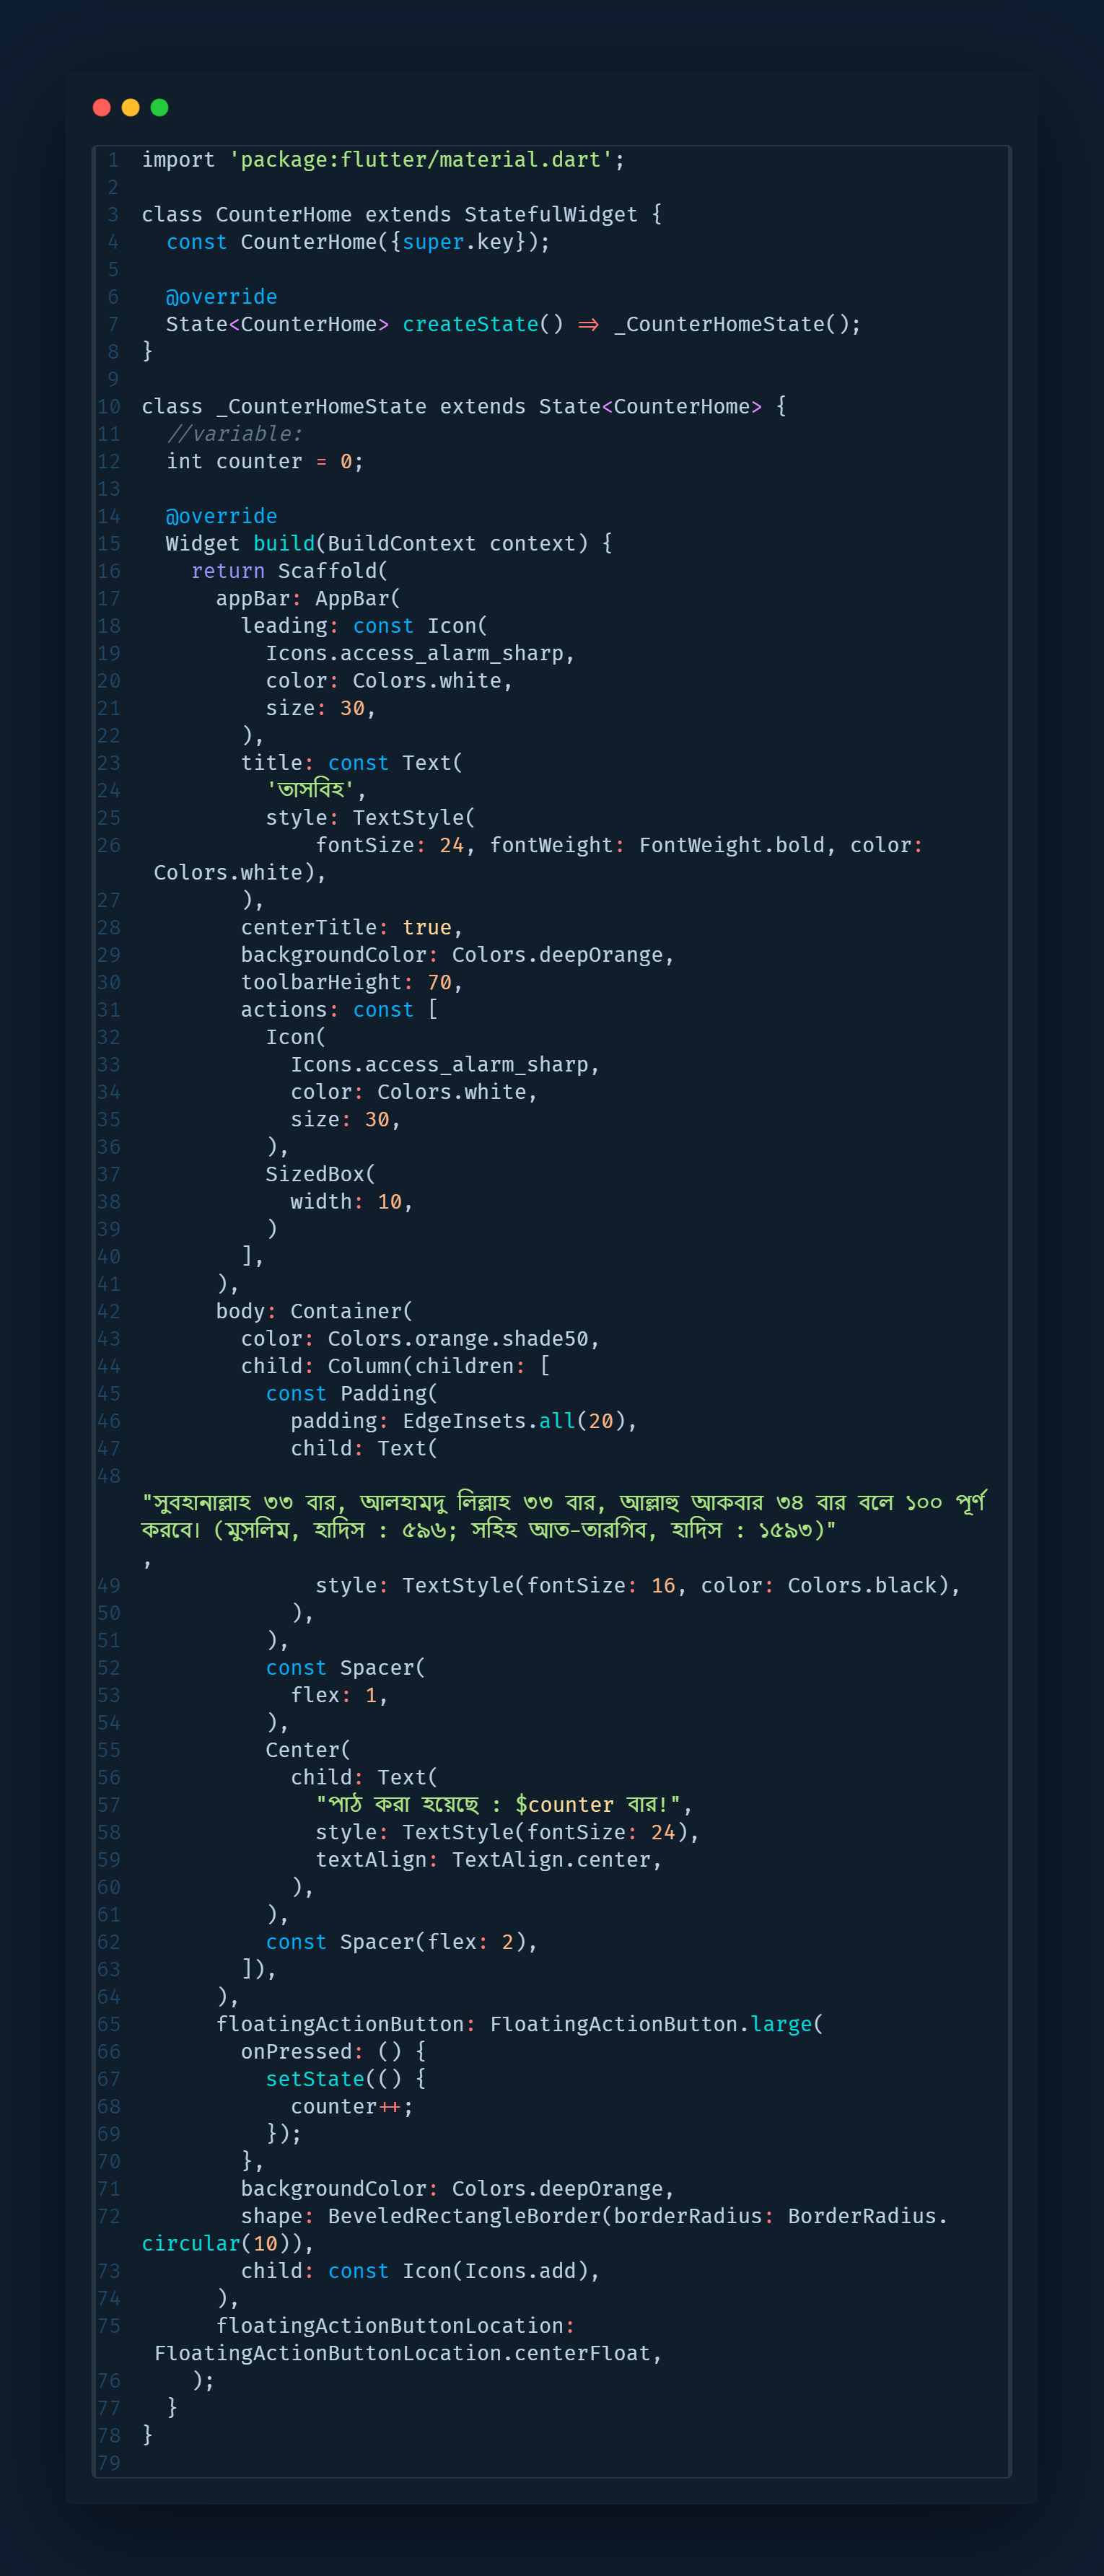 1 import 'package:flutter/material.dart';
2
3 class CounterHome extends StatefulWidget {
4   const CounterHome({super.key});
5
6   @override
7   State<CounterHome> createState() => _CounterHomeState();
8 }
9
10 class _CounterHomeState extends State<CounterHome> {
11   //variable:
12   int counter = 0;
13
14   @override
15   Widget build(BuildContext context) {
16     return Scaffold(
17       appBar: AppBar(
18         leading: const Icon(
19           Icons.access_alarm_sharp,
20           color: Colors.white,
21           size: 30,
22         ),
23         title: const Text(
24           'তাসবিহ',
25           style: TextStyle(
26               fontSize: 24, fontWeight: FontWeight.bold, color:
 Colors.white),
27         ),
28         centerTitle: true,
29         backgroundColor: Colors.deepOrange,
30         toolbarHeight: 70,
31         actions: const [
32           Icon(
33             Icons.access_alarm_sharp,
34             color: Colors.white,
35             size: 30,
36           ),
37           SizedBox(
38             width: 10,
39           )
40         ],
41       ),
42       body: Container(
43         color: Colors.orange.shade50,
44         child: Column(children: [
45           const Padding(
46             padding: EdgeInsets.all(20),
47             child: Text(
48
"সুবহানাল্লাহ ৩৩ বার, আলহামদু লিল্লাহ ৩৩ বার, আল্লাহু আকবার ৩৪ বার বলে ১০০ পূর্ণ
করবে। (মুসলিম, হাদিস : ৫৯৬; সহিহ আত-তারগিব, হাদিস : ১৫৯৩)"
,
49               style: TextStyle(fontSize: 16, color: Colors.black),
50             ),
51           ),
52           const Spacer(
53             flex: 1,
54           ),
55           Center(
56             child: Text(
57               "পাঠ করা হয়েছে : $counter বার!",
58               style: TextStyle(fontSize: 24),
59               textAlign: TextAlign.center,
60             ),
61           ),
62           const Spacer(flex: 2),
63         ]),
64       ),
65       floatingActionButton: FloatingActionButton.large(
66         onPressed: () {
67           setState(() {
68             counter++;
69           });
70         },
71         backgroundColor: Colors.deepOrange,
72         shape: BeveledRectangleBorder(borderRadius: BorderRadius.
circular(10)),
73         child: const Icon(Icons.add),
74       ),
75       floatingActionButtonLocation:
 FloatingActionButtonLocation.centerFloat,
76     );
77   }
78 }
79